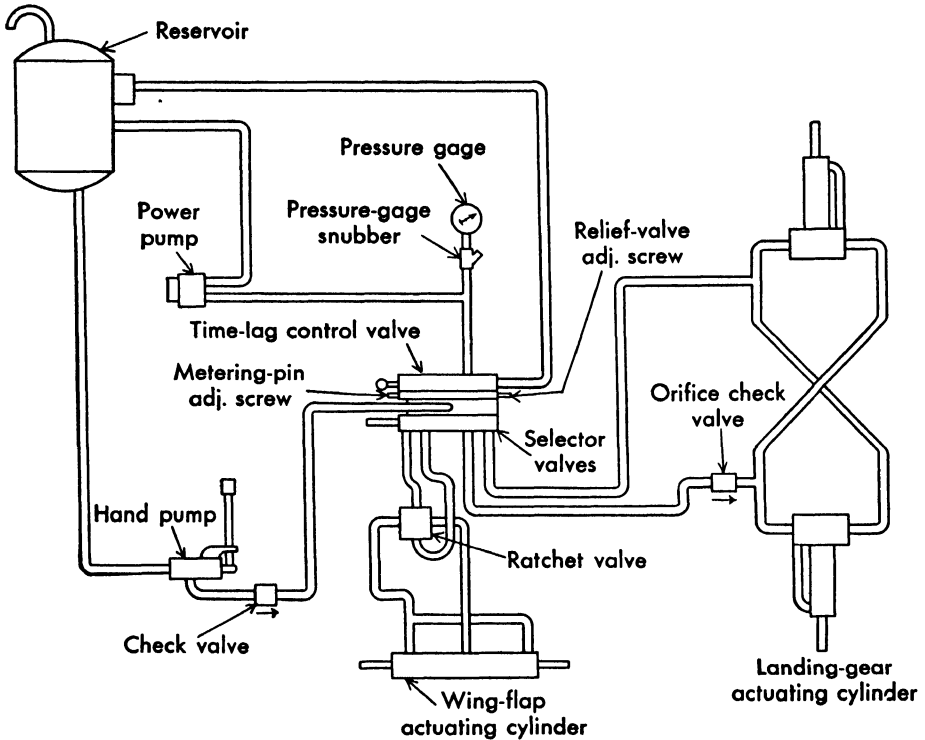 Reservoir
Pressure gage
Power
pump
Pressure-gage
snubber
Relief-valve
adj. screw
Time-lag control valve
Metering-pin
adj. screw
Orifice check
valve
Selector
valves
Hand pump
Ratchet valve
Check valve
Landing-gear
actuating cylinder
Wing-flap
actuating cylinder